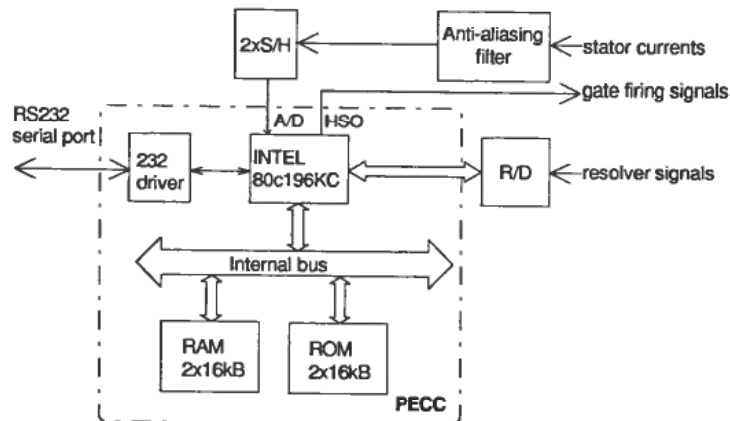 2xS/H
Anti-aliasing
filter
stator currents
gate firing signals
RS232
serial port
A/D
HSO
232
driver
INTEL
80c196KC
R/D
resolver signals
Internal bus
RAM
2x16kB
ROM
2x16kB
PECC